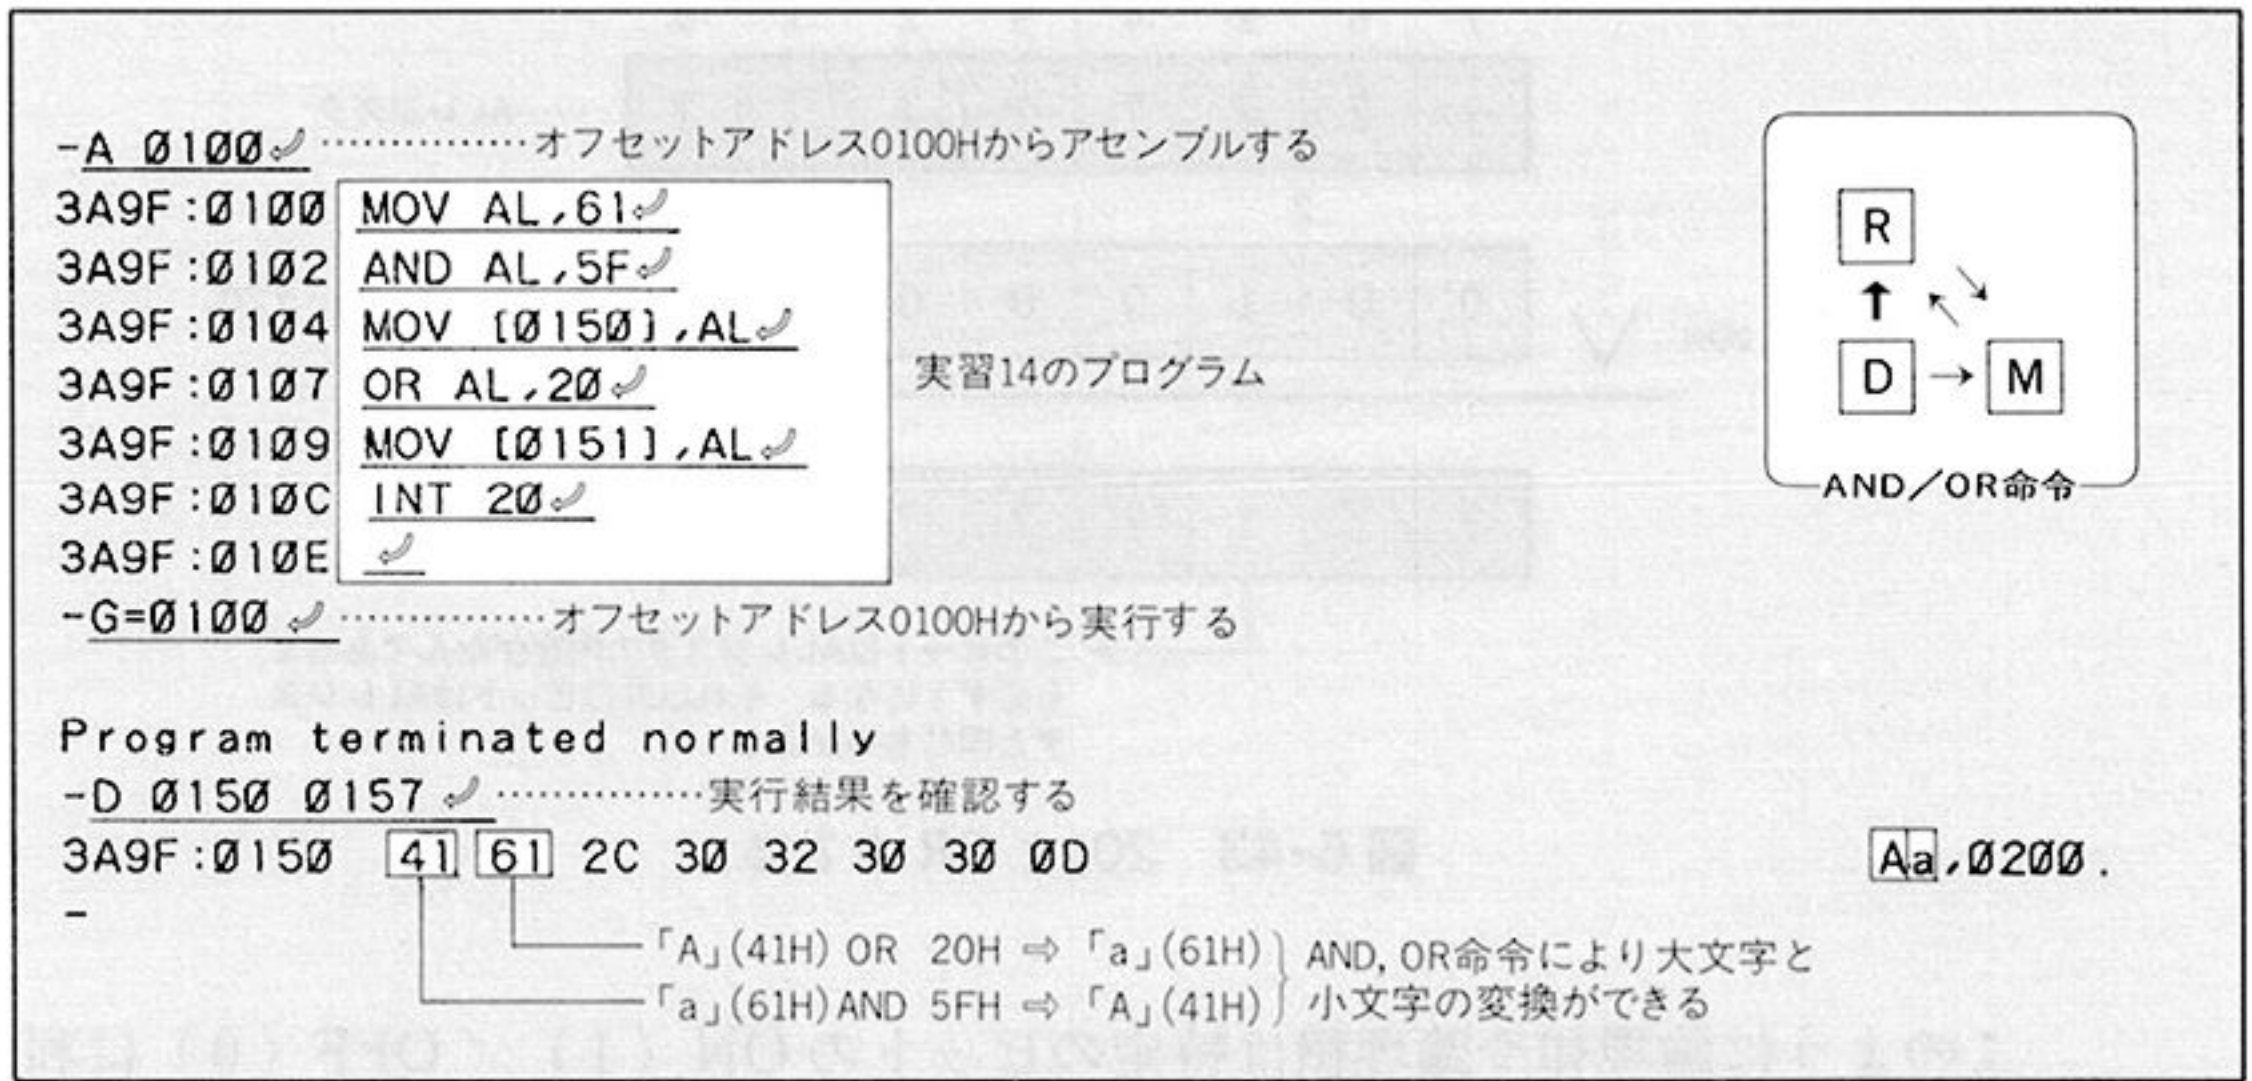 -A 0100⏎ ……………オフセットアドレス0100Hからアセンブルする
3A9F:0100 MOV AL,61⏎
3A9F:0102 AND AL,5F⏎
3A9F:0104 MOV [0150],AL⏎
3A9F:0107 OR AL,20⏎
3A9F:0109 MOV [0151],AL⏎
3A9F:010C INT 20⏎
3A9F:010E ⏎
実習14のプログラム
R
D → M
AND/OR命令
-G=0100 ⏎ ……………オフセットアドレス0100Hから実行する
Program terminated normally
-D 0150 0157 ⏎ ……………実行結果を確認する
3A9F:0150 41 61 2C 30 32 30 30 0D Aa,0200.
-
「A」(41H) OR 20H ⇨ 「a」(61H)
「a」(61H) AND 5FH ⇨ 「A」(41H)
AND, OR命令により大文字と
小文字の変換ができる